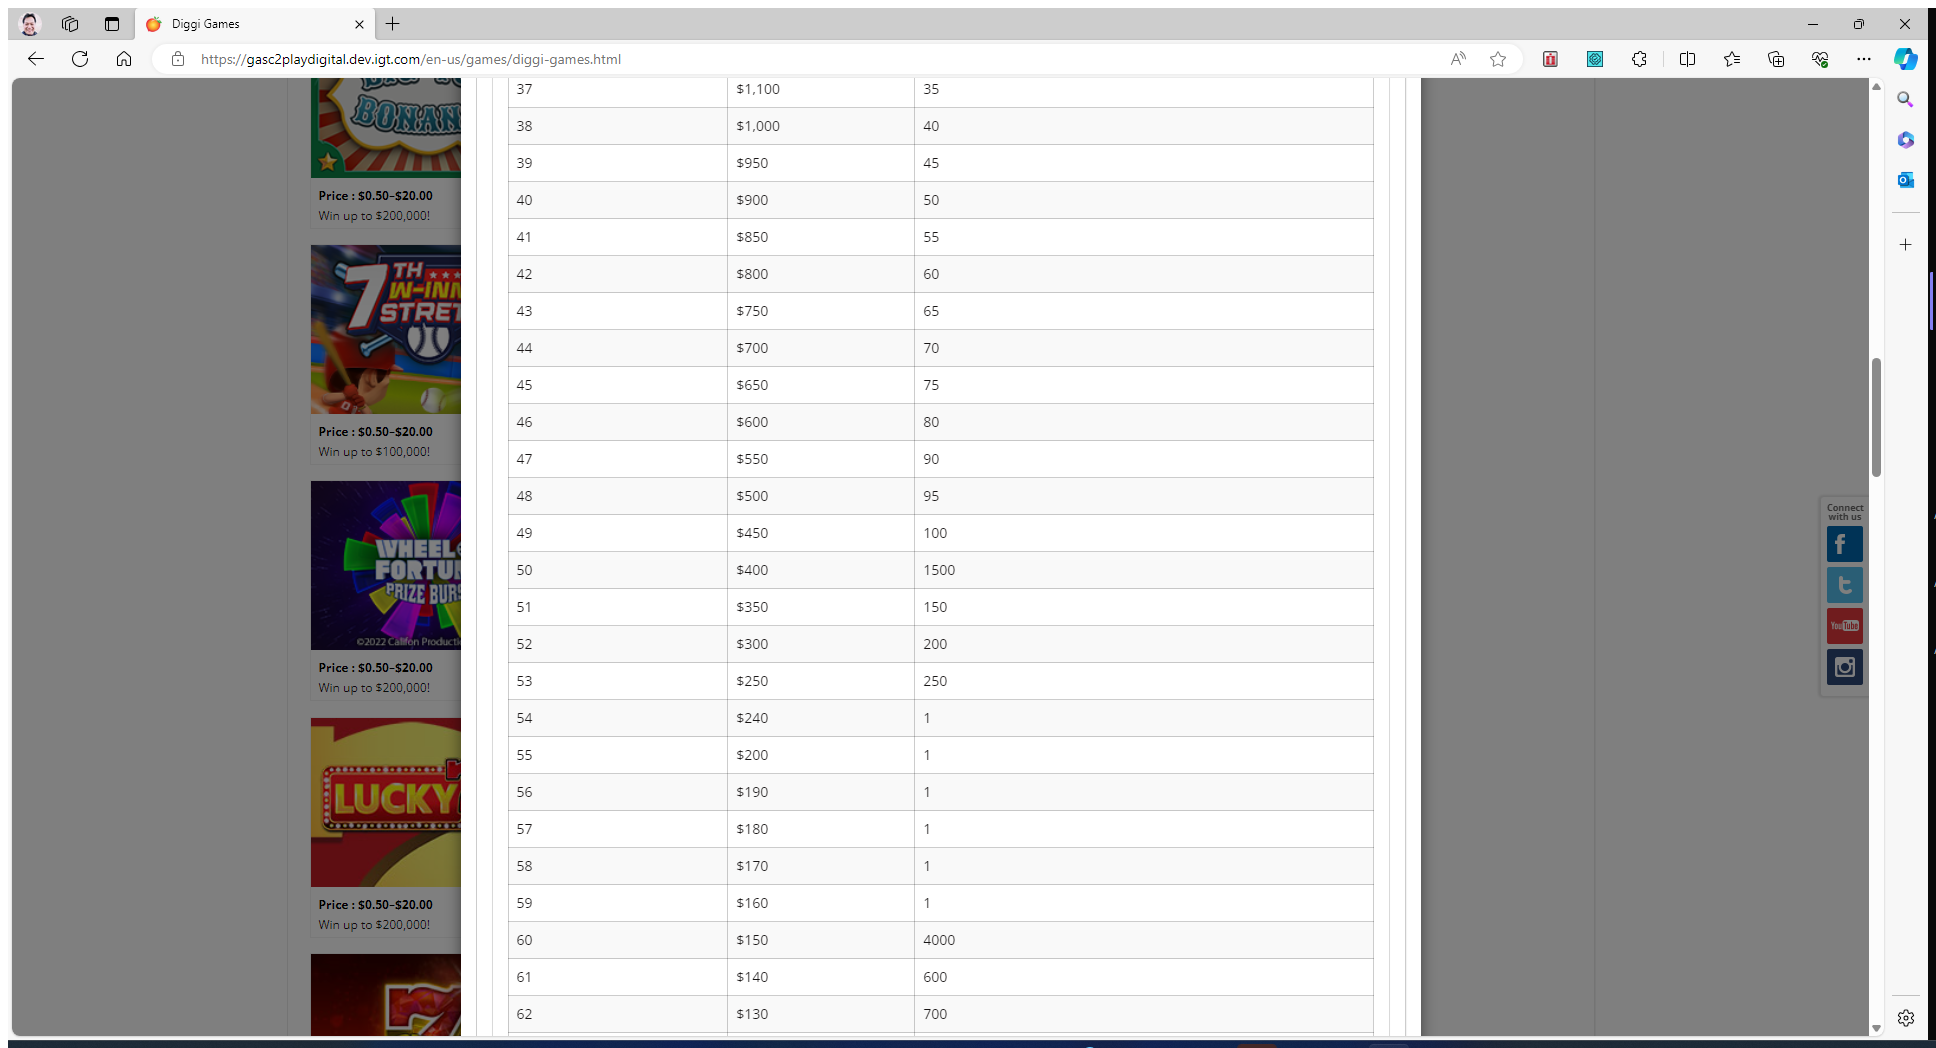 Diggi Games
https://gasc2playdigital.dev.igt.com/en-us/games/diggi-games.html
BONAN
Price : $0.50–$20.00
Win up to $200,000!
7TH
W-INN
STRET
Price : $0.50–$20.00
Win up to $100,000!
WHEEL
FORTU
PRIZE BURS
©2022 Califon Producti
Price : $0.50–$20.00
Win up to $200,000!
LUCKY
Price : $0.50–$20.00
Win up to $200,000!
37 $1,100 35
38 $1,000 40
39 $950 45
40 $900 50
41 $850 55
42 $800 60
43 $750 65
44 $700 70
45 $650 75
46 $600 80
47 $550 90
48 $500 95
49 $450 100
50 $400 1500
51 $350 150
52 $300 200
53 $250 250
54 $240 1
55 $200 1
56 $190 1
57 $180 1
58 $170 1
59 $160 1
60 $150 4000
61 $140 600
62 $130 700
Connect
with us
YouTube